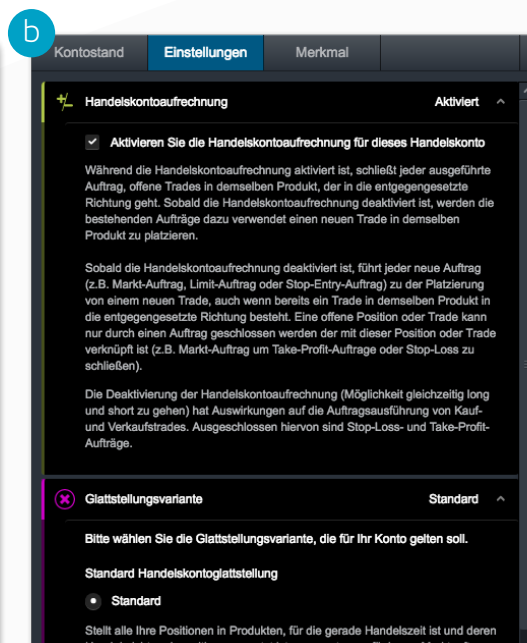 b
Kontostand Einstellungen Merkmal
Handelskontoaufrechnung Aktiviert
Aktivieren Sie die Handelskontoaufrechnung für dieses Handelskonto
Während die Handelskontoaufrechnung aktiviert ist, schließt jeder ausgeführte
Auftrag, offene Trades in demselben Produkt, der in die entgegengesetzte
Richtung geht. Sobald die Handelskontoaufrechnung deaktiviert ist, werden die
bestehenden Aufträge dazu verwendet einen neuen Trade in demselben
Produkt zu platzieren.
Sobald die Handelskontoaufrechnung deaktiviert ist, führt jeder neue Auftrag
(z.B. Markt-Auftrag, Limit-Auftrag oder Stop-Entry-Auftrag) zu der Platzierung
von einem neuen Trade, auch wenn bereits ein Trade in demselben Produkt in
die entgegengesetzte Richtung besteht. Eine offene Position oder Trade kann
nur durch einen Auftrag geschlossen werden der mit dieser Position oder Trade
verknüpft ist (z.B. Markt-Auftrag um Take-Profit-Auftrage oder Stop-Loss zu
schließen).
Die Deaktivierung der Handelskontoaufrechnung (Möglichkeit gleichzeitig long
und short zu gehen) hat Auswirkungen auf die Auftragsausführung von Kauf-
und Verkaufstrades. Ausgeschlossen hiervon sind Stop-Loss- und Take-Profit-
Aufträge.
Glattstellungsvariante Standard
Bitte wählen Sie die Glattstellungsvariante, die für Ihr Konto gelten soll.
Standard Handelskontoglattstellung
Standard
Stellt alle Ihre Positionen in Produkten, für die gerade Handelszeit ist und deren